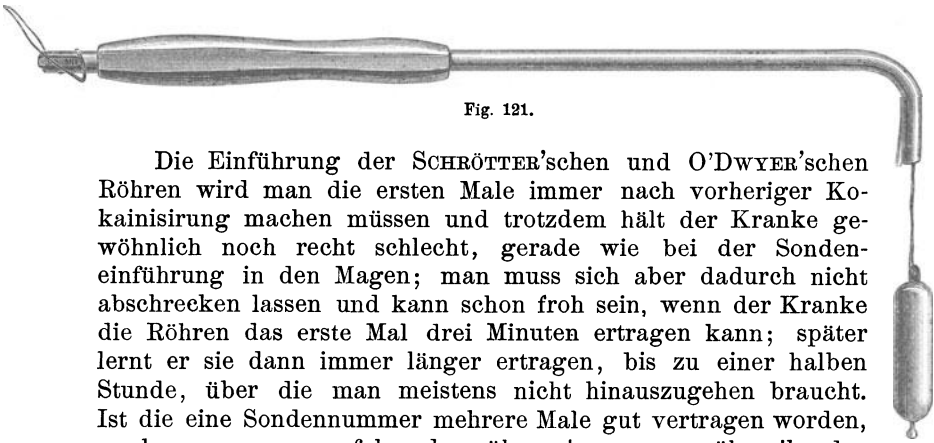 Fig. 121.
Die Einführung der SCHRÖTTER'schen und O'DWYER'schen
Röhren wird man die ersten Male immer nach vorheriger Ko-
kainisirung machen müssen und trotzdem hält der Kranke ge-
wöhnlich noch recht schlecht, gerade wie bei der Sonden-
einführung in den Magen; man muss sich aber dadurch nicht
abschrecken lassen und kann schon froh sein, wenn der Kranke
die Röhren das erste Mal drei Minuten ertragen kann; später
lernt er sie dann immer länger ertragen, bis zu einer halben
Stunde, über die man meistens nicht hinauszugehen braucht.
Ist die eine Sondennummer mehrere Male gut vertragen worden,